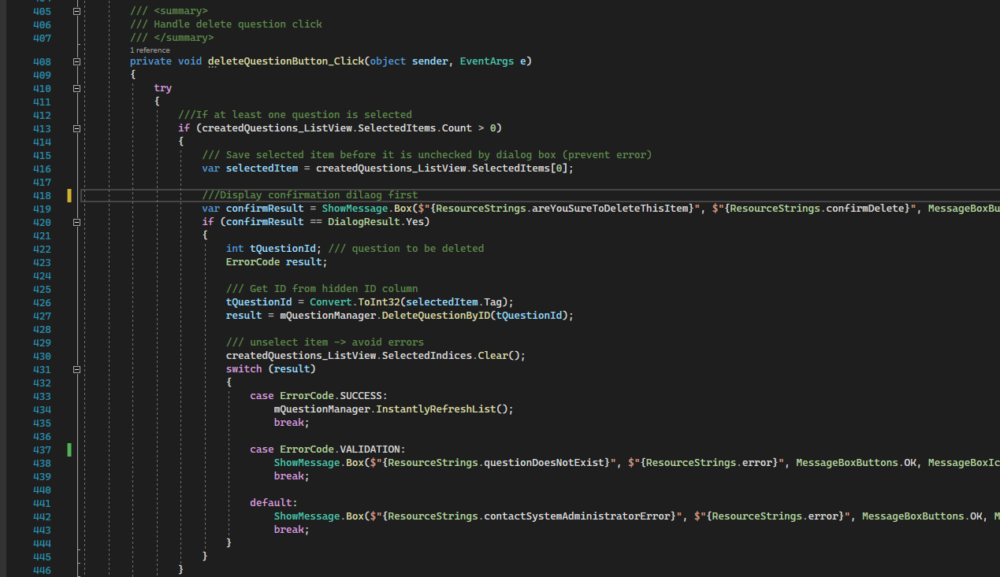 405 /// <summary>
406 /// Handle delete question click
407 /// </summary>
1 reference
408 private void deleteQuestionButton_Click(object sender, EventArgs e)
409 {
410 try
411 {
412 ///If at least one question is selected
413 if (createdQuestions_ListView.SelectedItems.Count > 0)
414 {
415 /// Save selected item before it is unchecked by dialog box (prevent error)
416 var selectedItem = createdQuestions_ListView.SelectedItems[0];
417
418 ///Display confirmation dilaog first
419 var confirmResult = ShowMessage.Box($"{ResourceStrings.areYouSureToDeleteThisItem}", $"{ResourceStrings.confirmDelete}", MessageBoxBu
420 if (confirmResult == DialogResult.Yes)
421 {
422 int tQuestionId; /// question to be deleted
423 ErrorCode result;
424
425 /// Get ID from hidden ID column
426 tQuestionId = Convert.ToInt32(selectedItem.Tag);
427 result = mQuestionManager.DeleteQuestionByID(tQuestionId);
428
429 /// unselect item -> avoid errors
430 createdQuestions_ListView.SelectedIndices.Clear();
431 switch (result)
432 {
433 case ErrorCode.SUCCESS:
434 mQuestionManager.InstantlyRefreshList();
435 break;
436
437 case ErrorCode.VALIDATION:
438 ShowMessage.Box($"{ResourceStrings.questionDoesNotExist}", $"{ResourceStrings.error}", MessageBoxButtons.OK, MessageBoxIc
439 break;
440
441 default:
442 ShowMessage.Box($"{ResourceStrings.contactSystemAdministratorError}", $"{ResourceStrings.error}", MessageBoxButtons.OK, M
443 break;
444 }
445 }
446 }